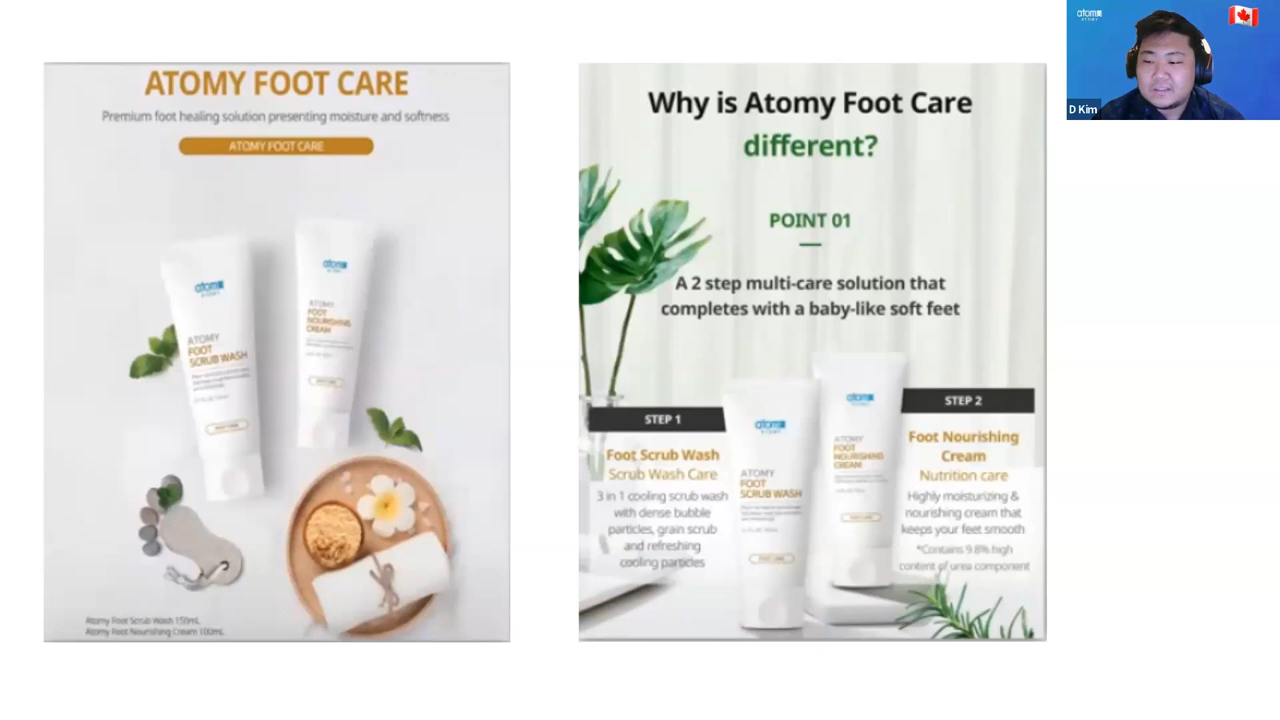 ATOMY FOOT CARE
Premium foot healing solution presenting moisture and softness
ATOMY FOOT CARE
atom
ATOMY
FOOT
SCRUB WASH
atom
ATOMY
FOOT
NOURISHING
CREAM
Atomy Foot Scrub Wash 150mL
Atomy Foot Nourishing Cream 100mL
Why is Atomy Foot Care
different?
POINT 01
A 2 step multi-care solution that
completes with a baby-like soft feet
STEP 1
Foot Scrub Wash
Scrub Wash Care
3 in 1 cooling scrub wash
with dense bubble
particles, grain scrub
and refreshing
cooling particles
atom
ATOMY
FOOT
SCRUB WASH
atom
ATOMY
FOOT
NOURISHING
CREAM
STEP 2
Foot Nourishing
Cream
Nutrition care
Highly moisturizing &
nourishing cream that
keeps your feet smooth
*Contains 9.8% high
content of urea component
atom
ATOMY
D Kim